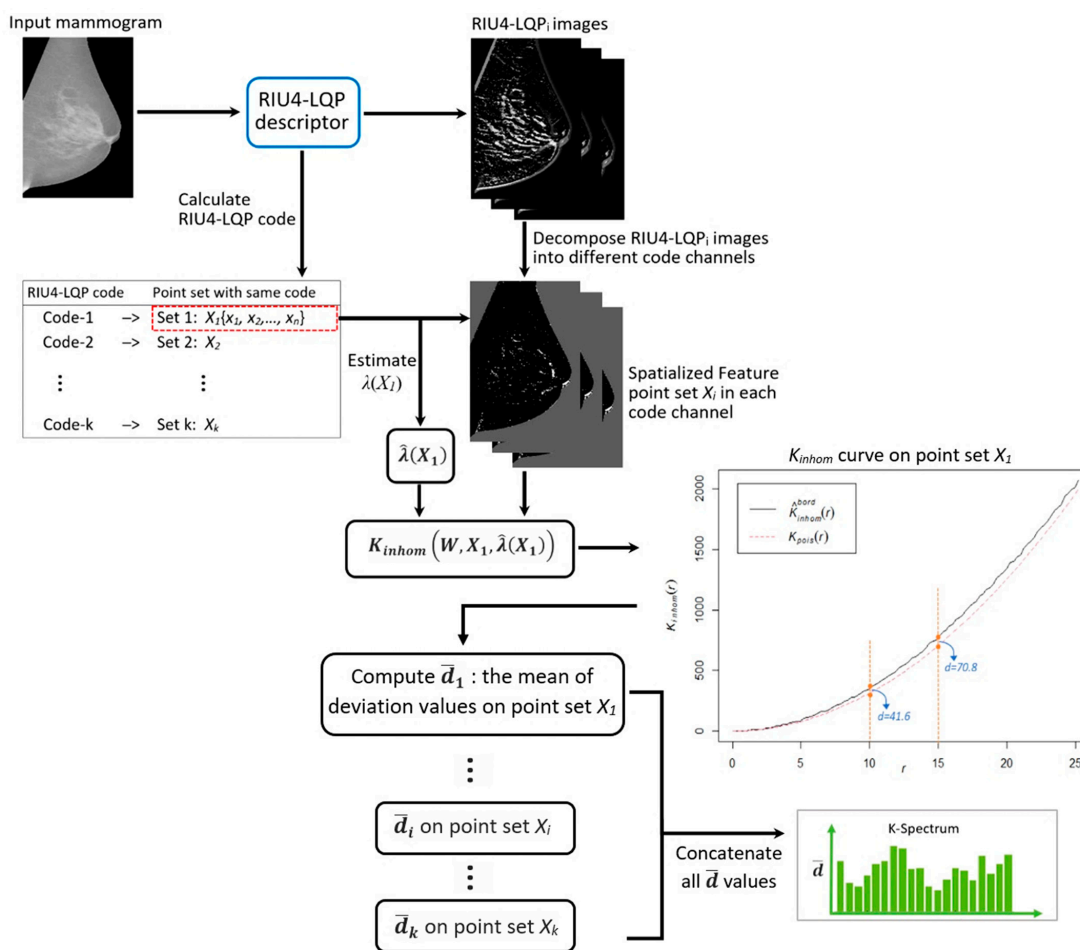 Input mammogram
RIU4-LQPᵢ images
RIU4-LQP
descriptor
Calculate
RIU4-LQP code
Decompose RIU4-LQPᵢ images
into different code channels
RIU4-LQP code Point set with same code
Code-1 –> Set 1: X₁{x₁, x₂,..., xₙ}
Code-2 –> Set 2: X₂
⋮ ⋮
Code-k –> Set k: Xₖ
Estimate
λ(X₁)
Spatialized Feature
point set Xᵢ in each
code channel
λ̂(X₁)
K_inhom (W, X₁, λ̂(X₁))
K_inhom curve on point set X₁
K̂_inhom^bord(r)
K_pois(r)
K_inhom(r)
2000
1500
1000
500
0
d=70.8
d=41.6
0 5 10 15 20 25
r
Compute d̅₁ : the mean of
deviation values on point set X₁
⋮
d̅ᵢ on point set Xᵢ
⋮
d̅ₖ on point set Xₖ
Concatenate
all d̅ values
K-Spectrum
d̅